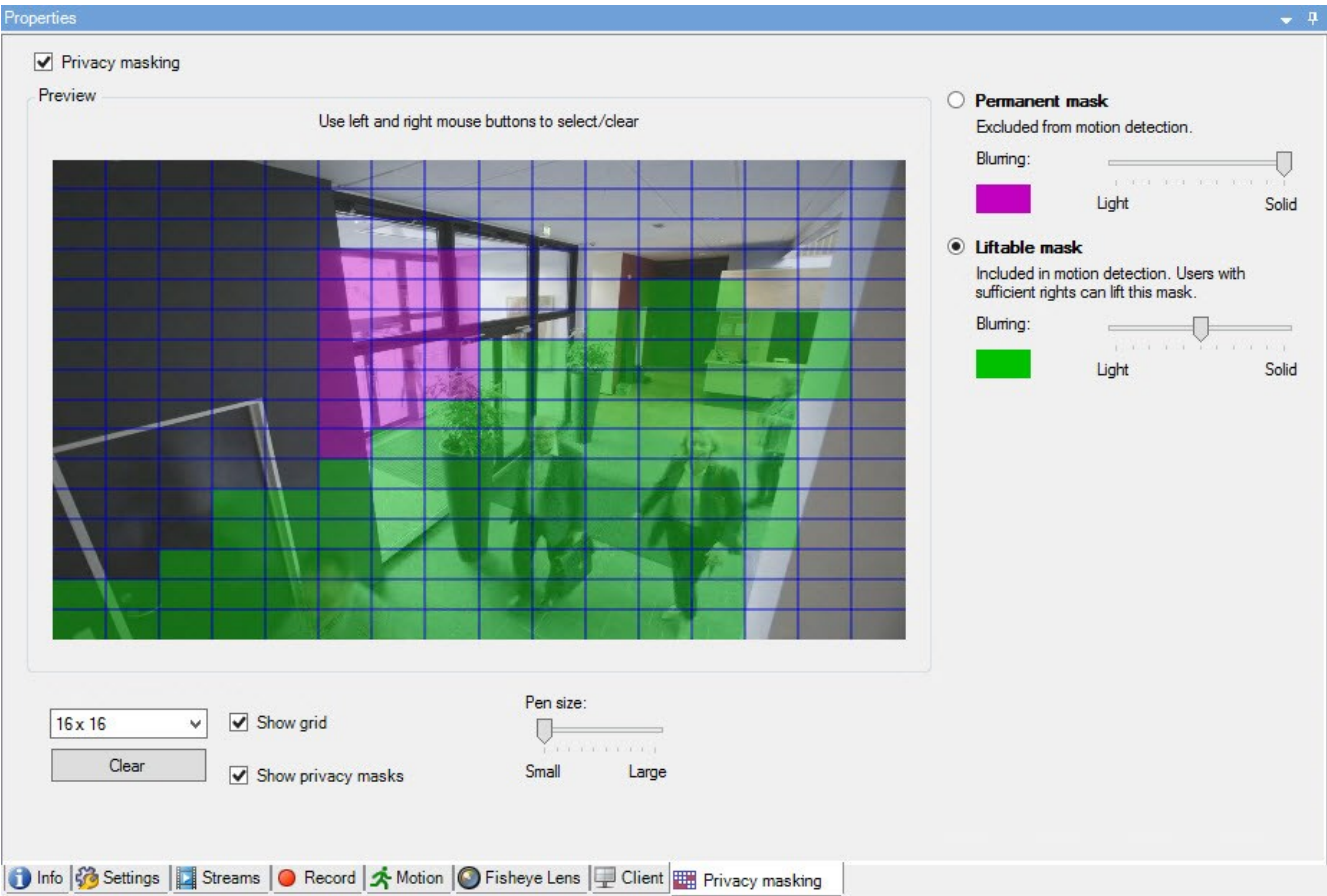 Properties
Privacy masking
Preview
Use left and right mouse buttons to select/clear
Permanent mask
Excluded from motion detection.
Blurring:
Light Solid
Liftable mask
Included in motion detection. Users with
sufficient rights can lift this mask.
Blurring:
Light Solid
16 x 16
Show grid
Clear
Show privacy masks
Pen size:
Small Large
Info Settings Streams Record Motion Fisheye Lens Client Privacy masking